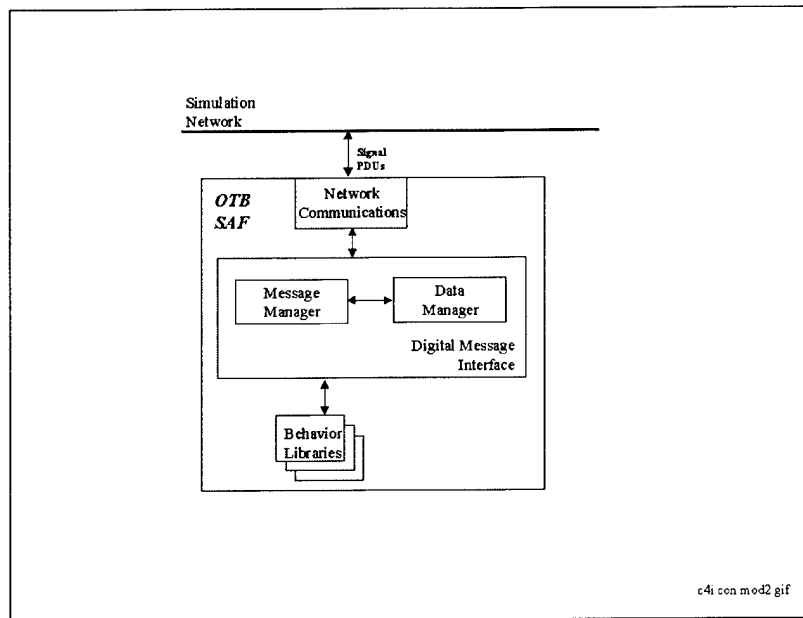 Simulation
Network
Signal
PDUs
OTB
SAF
Network
Communications
Message
Manager
Data
Manager
Digital Message
Interface
Behavior
Libraries
c4i con mod2 gif